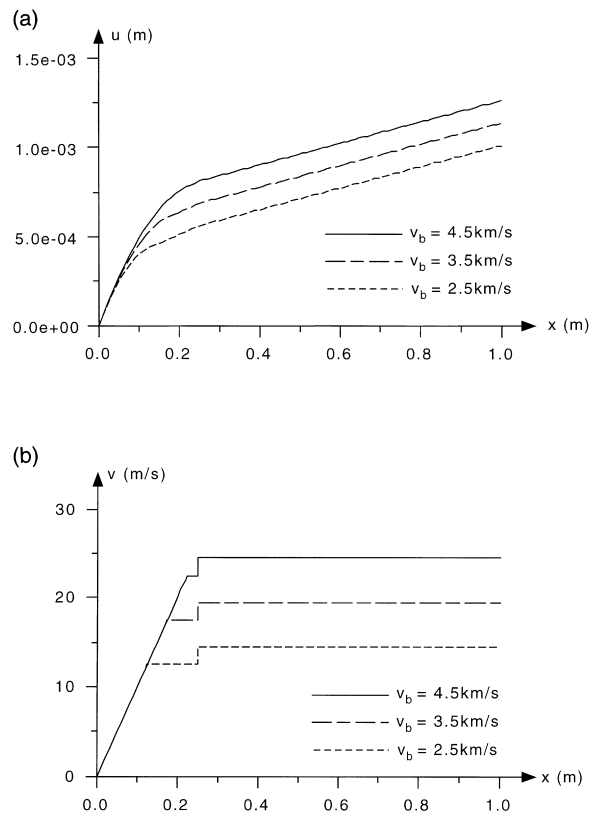 (a)
u (m)
1.5e-03
1.0e-03
5.0e-04
0.0e+00
v_b = 4.5km/s
v_b = 3.5km/s
v_b = 2.5km/s
x (m)
0.0 0.2 0.4 0.6 0.8 1.0
(b)
v (m/s)
30
20
10
0
v_b = 4.5km/s
v_b = 3.5km/s
v_b = 2.5km/s
x (m)
0.0 0.2 0.4 0.6 0.8 1.0